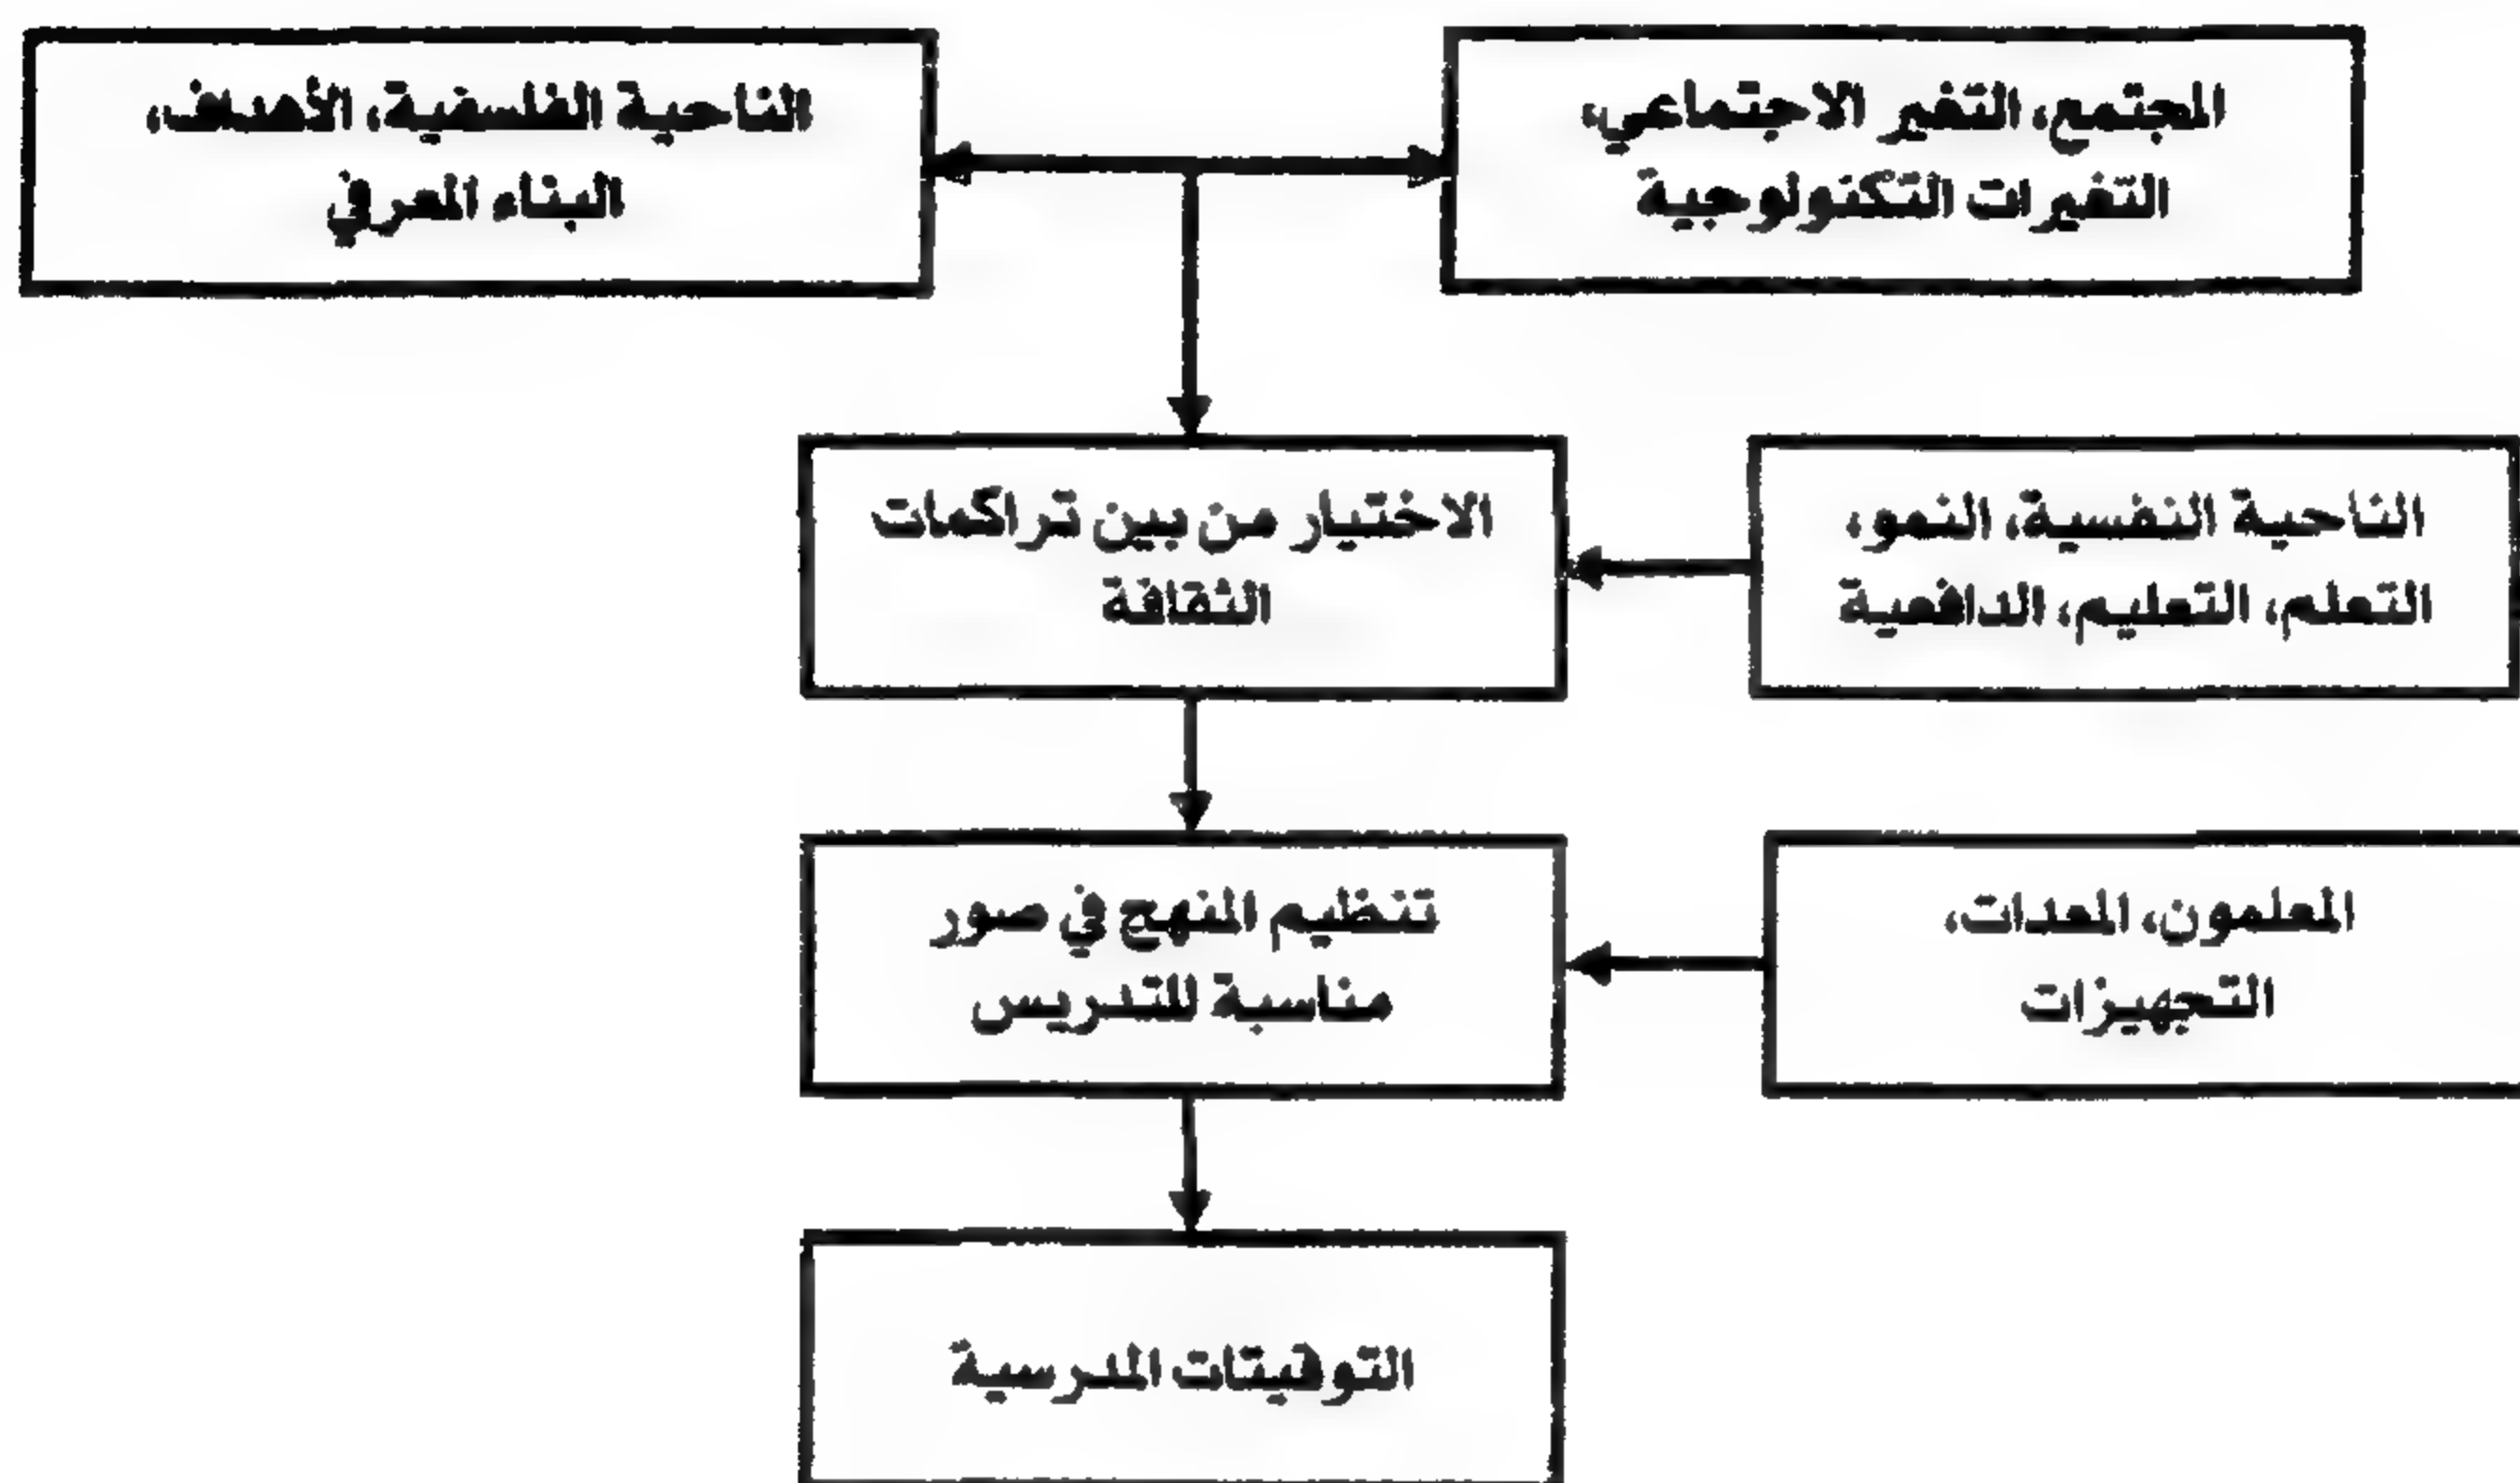 المجتمع، التغير الاجتماعي،
التغيرات التكنولوجية
الناحية الفلسفية، الأهدف،
البناء المعرفي
الاختيار من بين تراكمات
الثقافة
الناحية النفسية، النمو،
التعلم، التعليم، الدافعية
تنظيم المنهج في صور
مناسبة للتدريس
المعلمون، المعدات،
التجهيزات
التوقيتات المدرسية